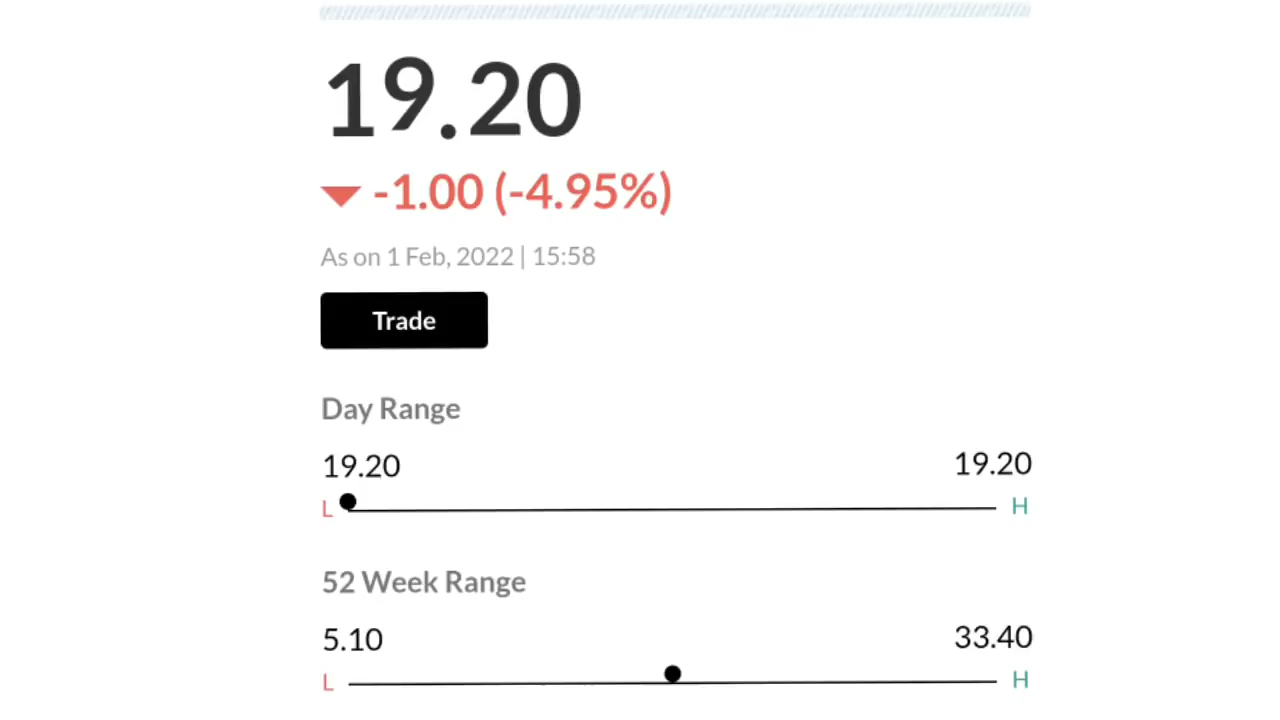 19.20
-1.00 (-4.95%)
As on 1 Feb, 2022 | 15:58
Trade
Day Range
19.20 19.20
L H
52 Week Range
5.10 33.40
L H